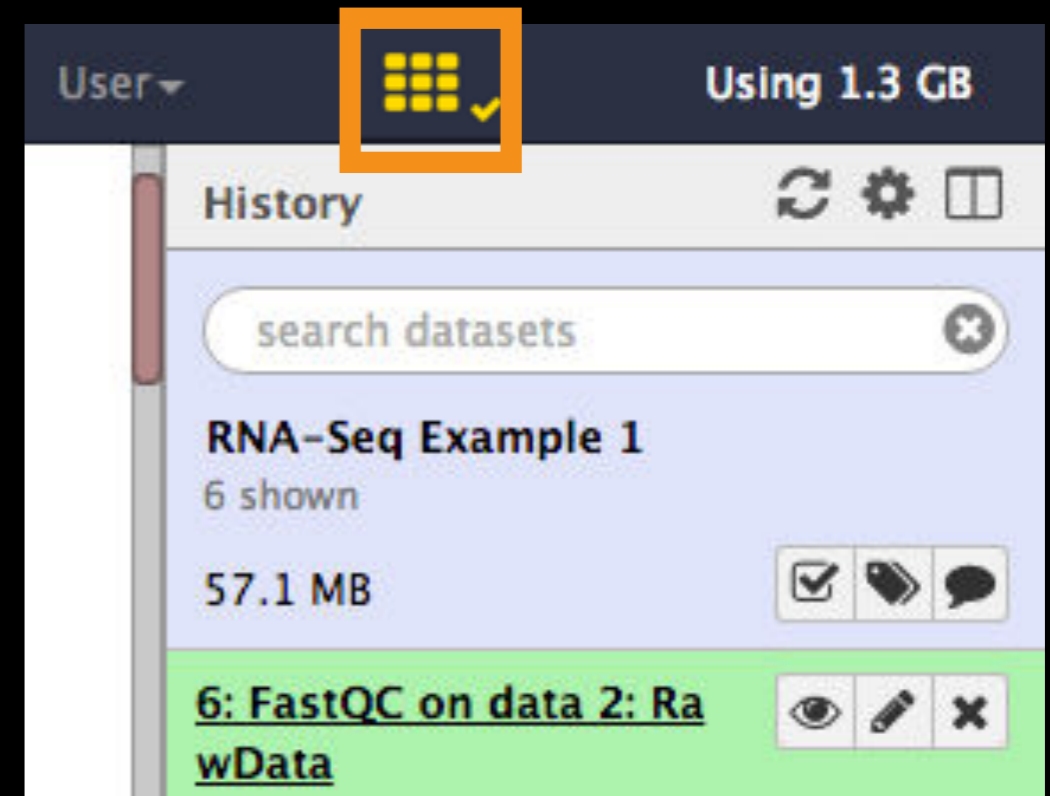 User
Using 1.3 GB
History
search datasets
RNA-Seq Example 1
6 shown
57.1 MB
6: FastQC on data 2: Ra
wData